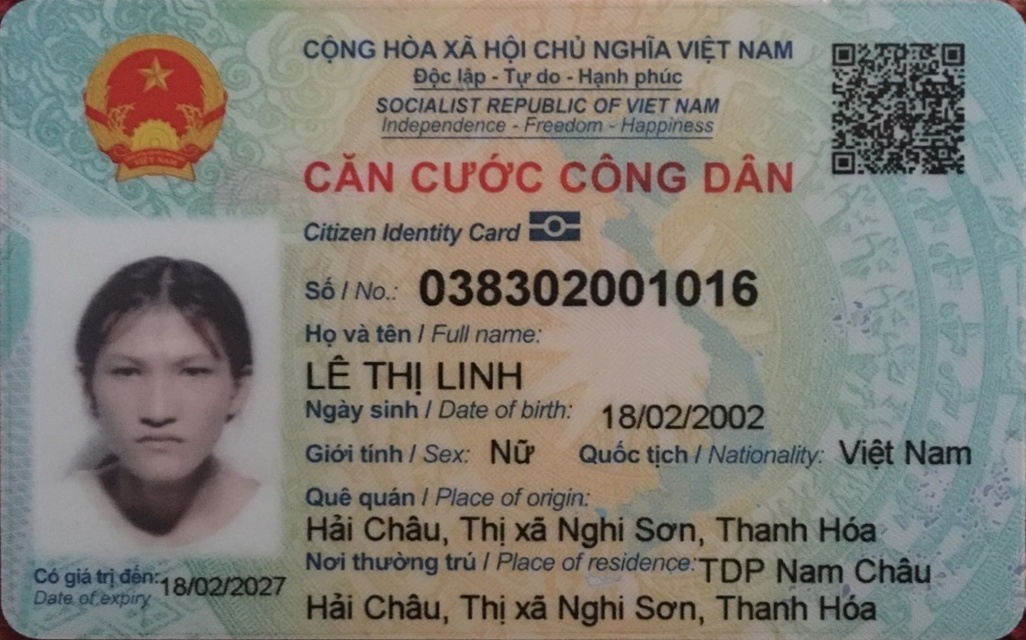 CỘNG HÒA XÃ HỘI CHỦ NGHĨA VIỆT NAM
Độc lập - Tự do - Hạnh phúc
SOCIALIST REPUBLIC OF VIET NAM
Independence - Freedom - Happiness
CĂN CƯỚC CÔNG DÂN
Citizen Identity Card
Số / No.: 038302001016
Họ và tên / Full name:
LÊ THỊ LINH
Ngày sinh / Date of birth: 18/02/2002
Giới tính / Sex: Nữ Quốc tịch / Nationality: Việt Nam
Quê quán / Place of origin:
Hải Châu, Thị xã Nghi Sơn, Thanh Hóa
Nơi thường trú / Place of residence: TDP Nam Châu
Hải Châu, Thị xã Nghi Sơn, Thanh Hóa
Có giá trị đến: 18/02/2027
Date of expiry
VIỆT NAM